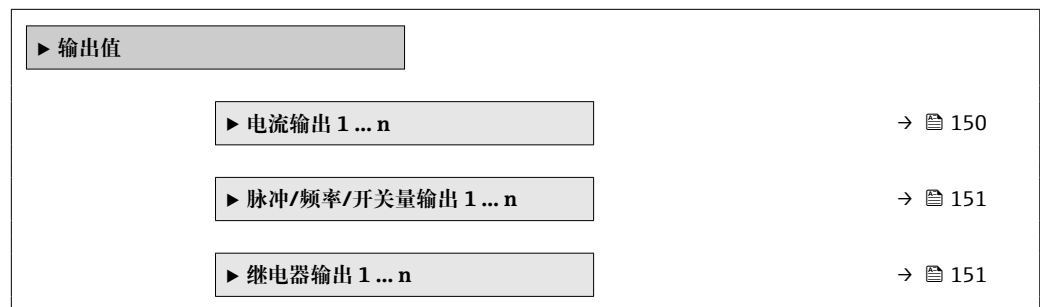 ▶ 输出值
▶ 电流输出 1 … n → 🖹 150
▶ 脉冲/频率/开关量输出 1 … n → 🖹 151
▶ 继电器输出 1 … n → 🖹 151